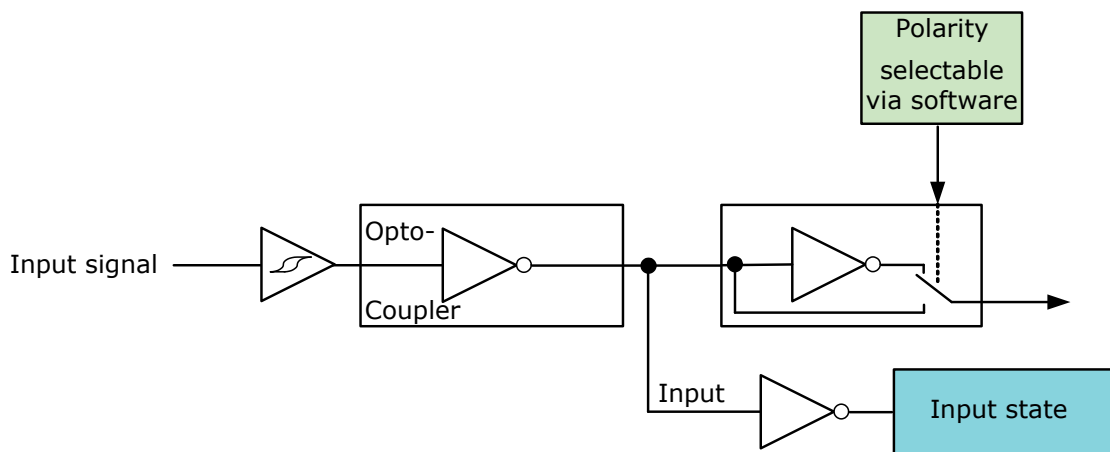 Polarity
selectable
via software
Opto-
Input signal
Coupler
Input
Input state